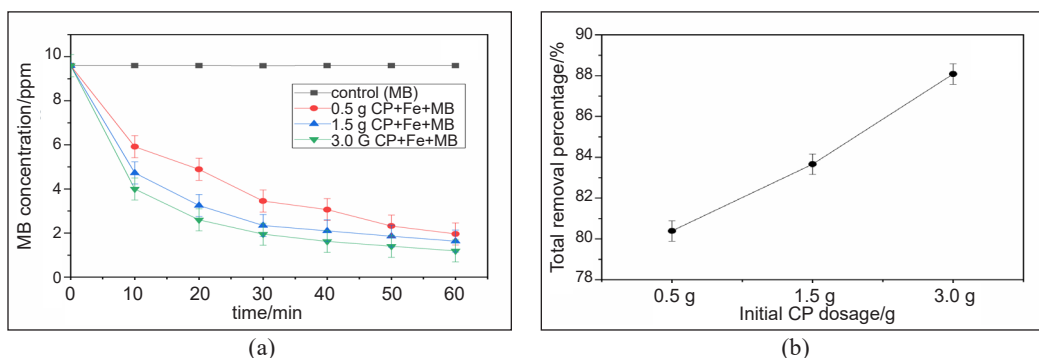 MB concentration/ppm
10
8
6
4
2
0
0
10
20
30
40
50
60
time/min
control (MB)
0.5 g CP+Fe+MB
1.5 g CP+Fe+MB
3.0 G CP+Fe+MB
(a)
Total removal percentage/%
90
88
86
84
82
80
78
0.5 g
1.5 g
3.0 g
Initial CP dosage/g
(b)